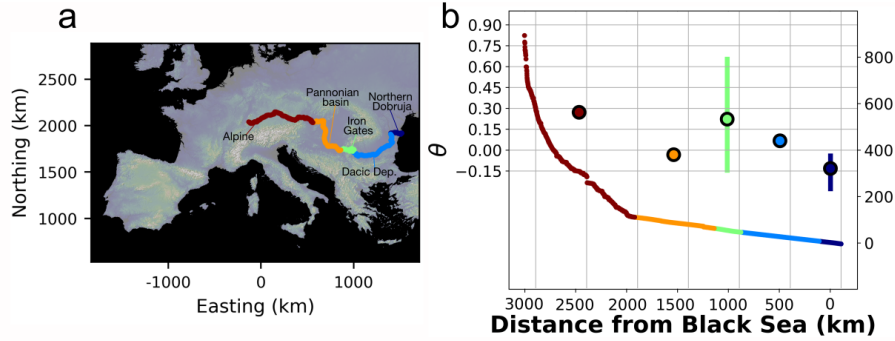 a
2500
2000
1500
1000
Northing (km)
-1000
0
1000
Easting (km)
Alpine
Pannonian
basin
Iron
Gates
Northern
Dobruja
Dacic Dep.
b
0.90
0.75
0.60
0.45
0.30
0.15
0.00
−0.15
θ
800
600
400
200
0
3000
2500
2000
1500
1000
500
0
Distance from Black Sea (km)